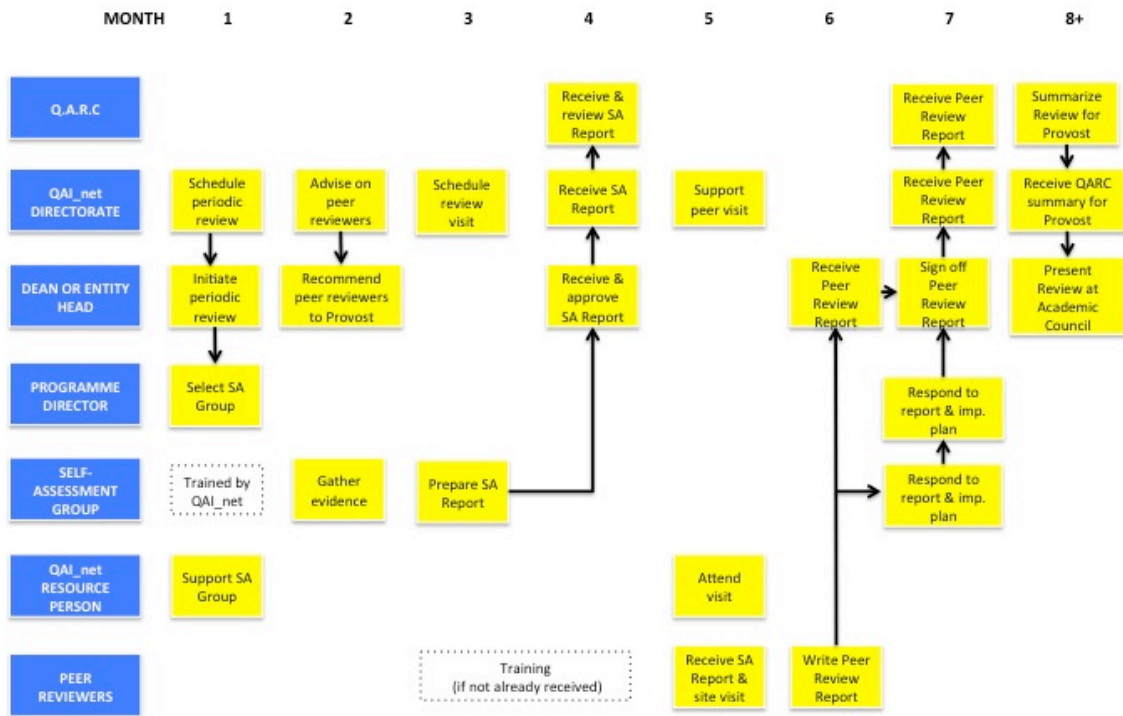 MONTH 1 2 3 4 5 6 7 8+
Q.A.R.C
Receive &
review SA
Report
Receive Peer
Review
Report
Summarize
Review for
Provost
QAI_net
DIRECTORATE
Schedule
periodic
review
Advise on
peer
reviewers
Schedule
review
visit
Receive SA
Report
Support
peer visit
Receive Peer
Review
Report
Receive QARC
summary for
Provost
DEAN OR ENTITY
HEAD
Initiate
periodic
review
Recommend
peer reviewers
to Provost
Receive &
approve
SA Report
Receive
Peer
Review
Report
Sign off
Peer
Review
Report
Present
Review at
Academic
Council
PROGRAMME
DIRECTOR
Select SA
Group
Respond to
report & imp.
plan
SELF-
ASSESSMENT
GROUP
Trained by
QAI_net
Gather
evidence
Prepare SA
Report
Respond to
report & imp.
plan
QAI_net
RESOURCE
PERSON
Support SA
Group
Attend
visit
PEER
REVIEWERS
Training
(if not already received)
Receive SA
Report &
site visit
Write Peer
Review
Report